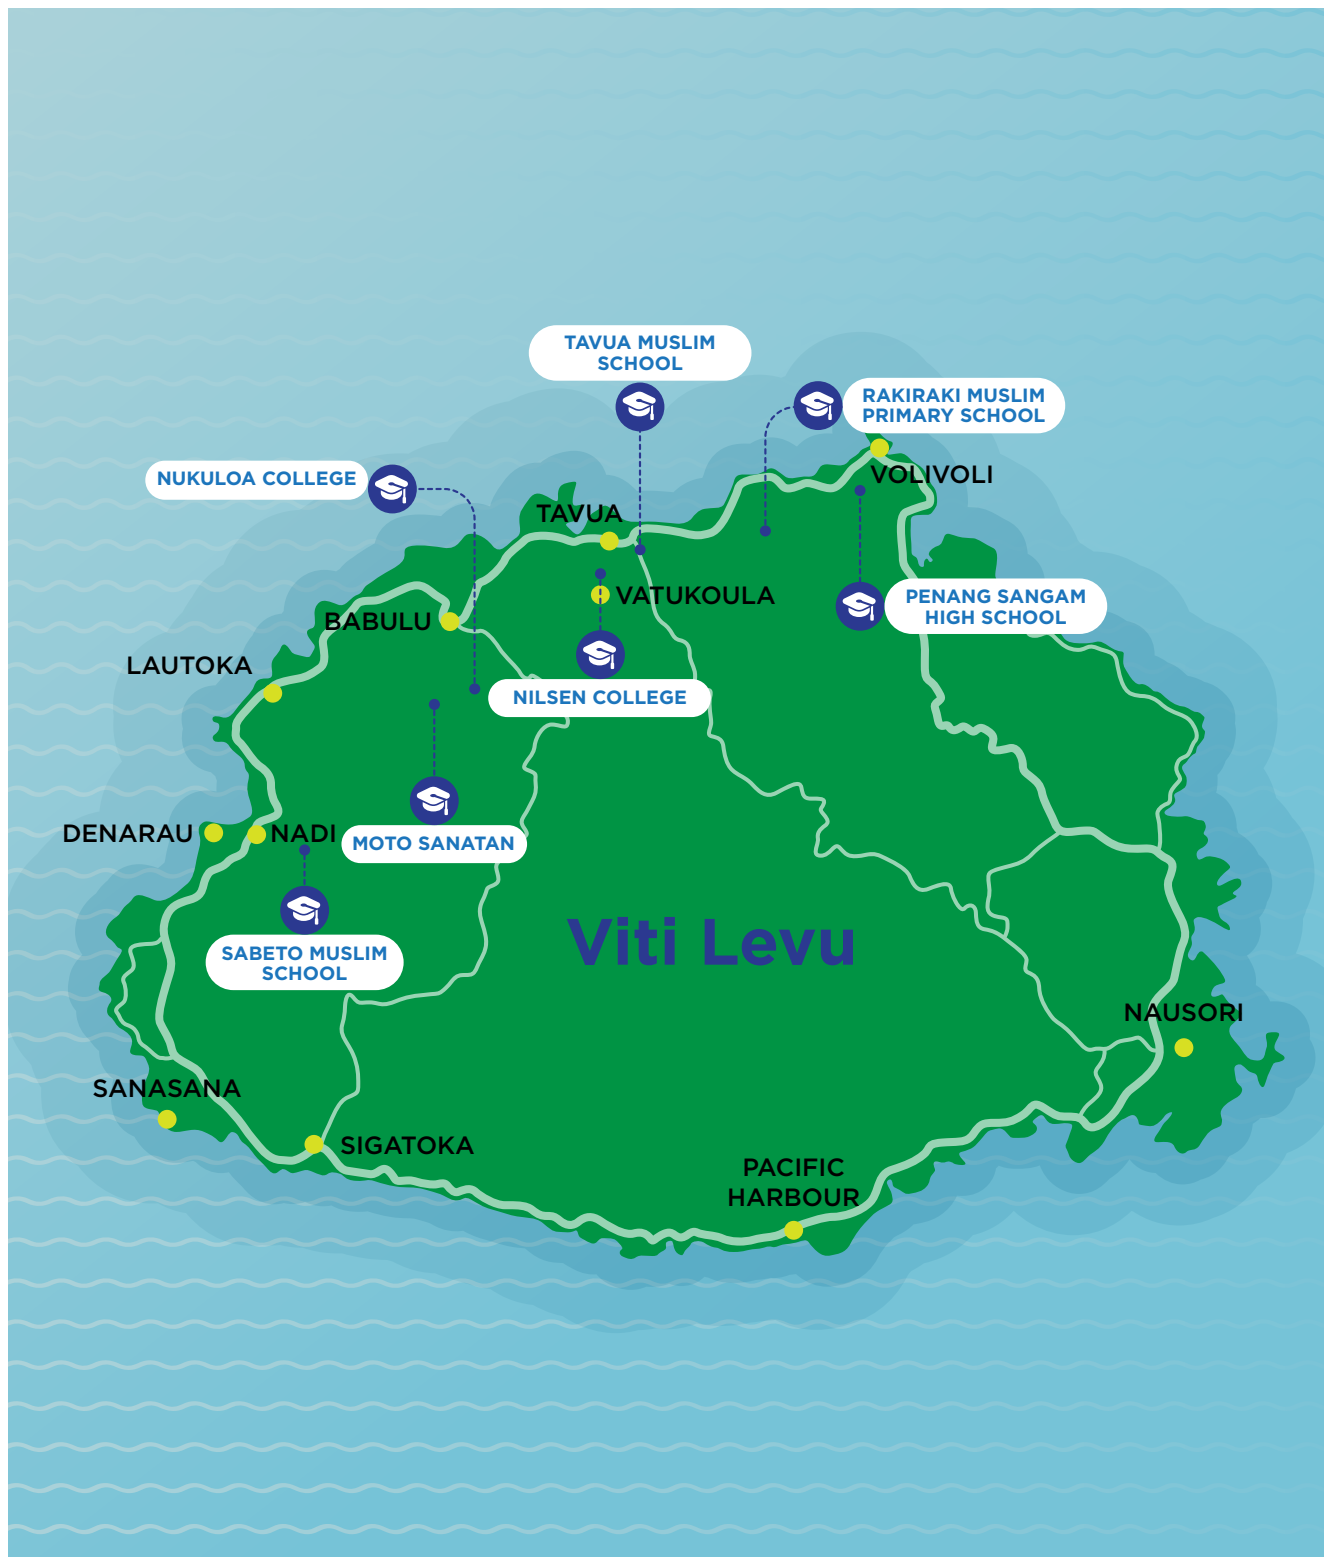 TAVUA MUSLIM
SCHOOL
RAKIRAKI MUSLIM
PRIMARY SCHOOL
NUKULOA COLLEGE
VOLIVOLI
TAVUA
VATUKOULA
PENANG SANGAM
HIGH SCHOOL
BABULU
LAUTOKA
NILSEN COLLEGE
DENARAU
NADI
MOTO SANATAN
Viti Levu
SABETO MUSLIM
SCHOOL
NAUSORI
SANASANA
SIGATOKA
PACIFIC
HARBOUR